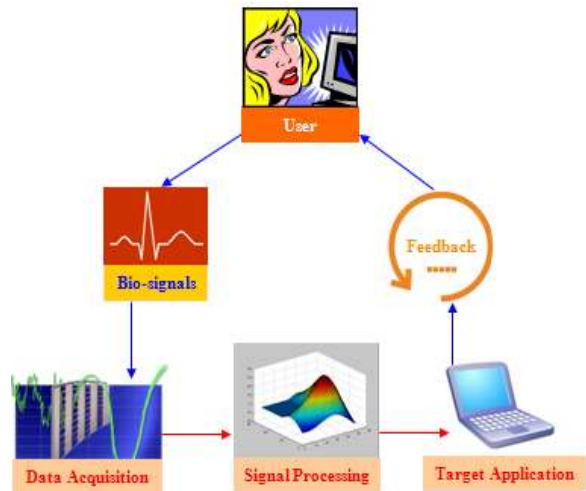 User
Bio-signals
Feedback
Data Acquisition
Signal Processing
Target Application